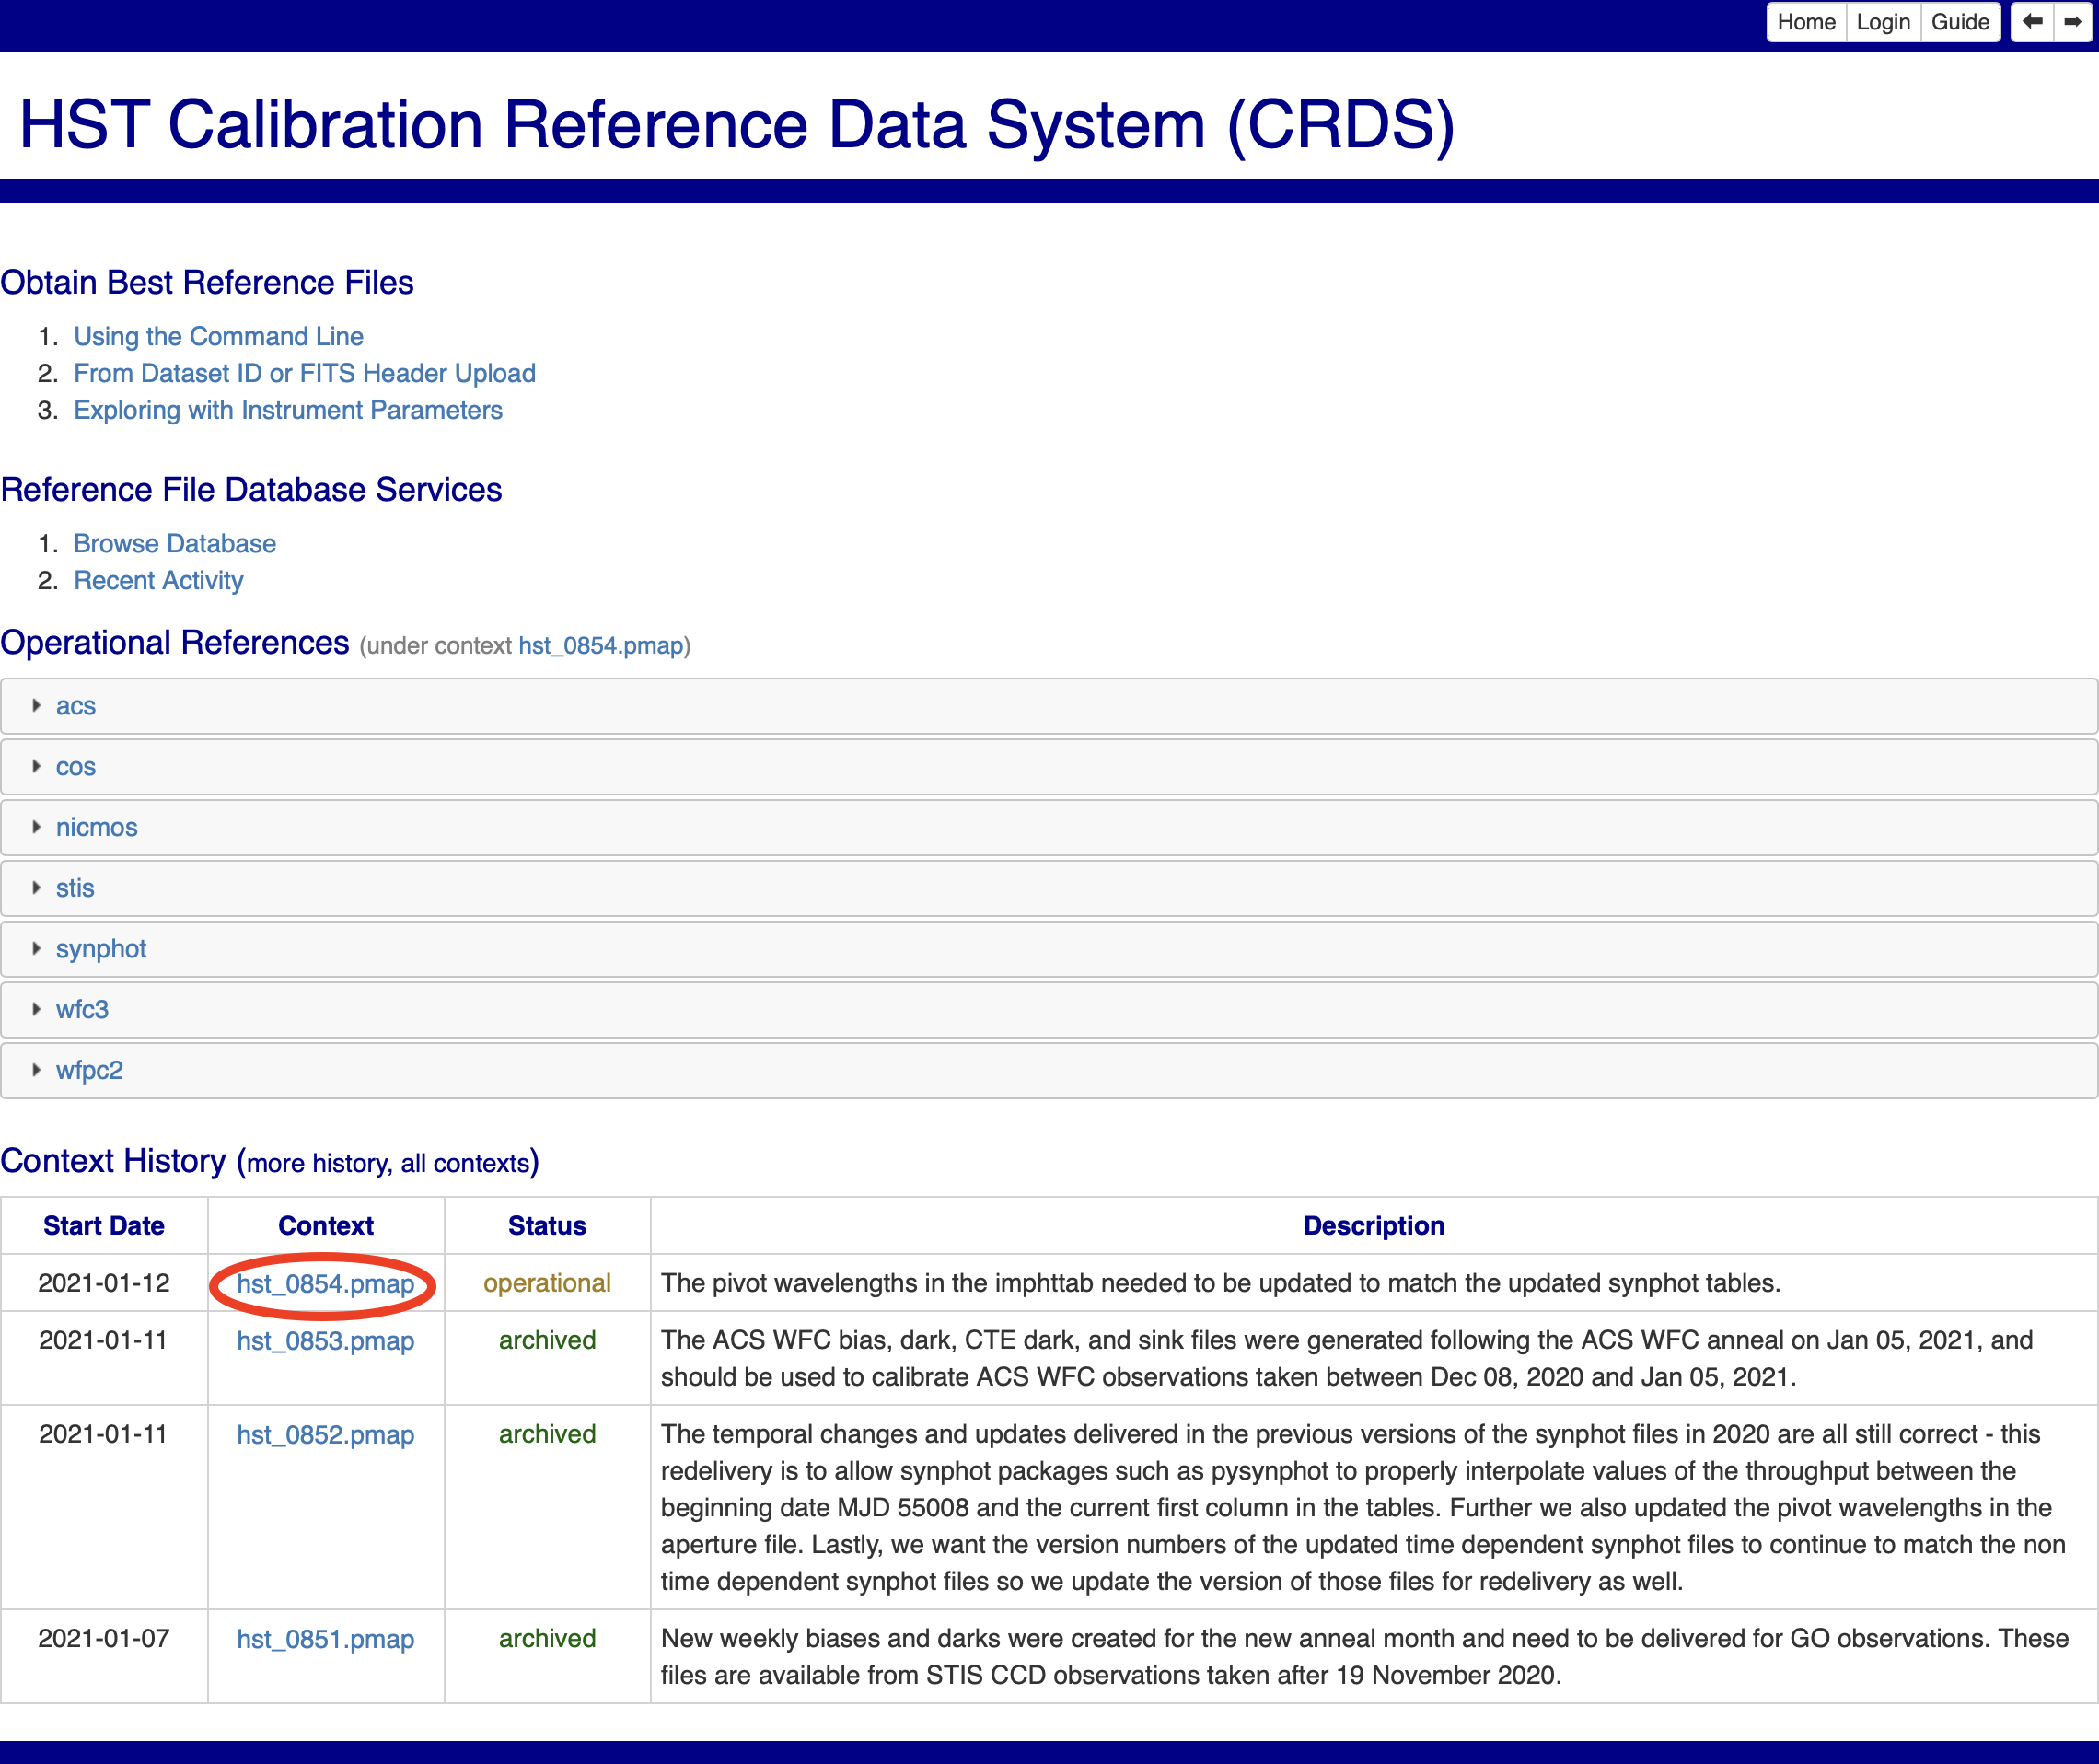 Home Login Guide
HST Calibration Reference Data System (CRDS)
Obtain Best Reference Files
1. Using the Command Line
2. From Dataset ID or FITS Header Upload
3. Exploring with Instrument Parameters
Reference File Database Services
1. Browse Database
2. Recent Activity
Operational References (under context hst_0854.pmap)
acs
cos
nicmos
stis
synphot
wfc3
wfpc2
Context History (more history, all contexts)
Start Date Context Status Description
2021-01-12 hst_0854.pmap operational The pivot wavelengths in the imphttab needed to be updated to match the updated synphot tables.
2021-01-11 hst_0853.pmap archived The ACS WFC bias, dark, CTE dark, and sink files were generated following the ACS WFC anneal on Jan 05, 2021, and
should be used to calibrate ACS WFC observations taken between Dec 08, 2020 and Jan 05, 2021.
2021-01-11 hst_0852.pmap archived The temporal changes and updates delivered in the previous versions of the synphot files in 2020 are all still correct - this
redelivery is to allow synphot packages such as pysynphot to properly interpolate values of the throughput between the
beginning date MJD 55008 and the current first column in the tables. Further we also updated the pivot wavelengths in the
aperture file. Lastly, we want the version numbers of the updated time dependent synphot files to continue to match the non
time dependent synphot files so we update the version of those files for redelivery as well.
2021-01-07 hst_0851.pmap archived New weekly biases and darks were created for the new anneal month and need to be delivered for GO observations. These
files are available from STIS CCD observations taken after 19 November 2020.